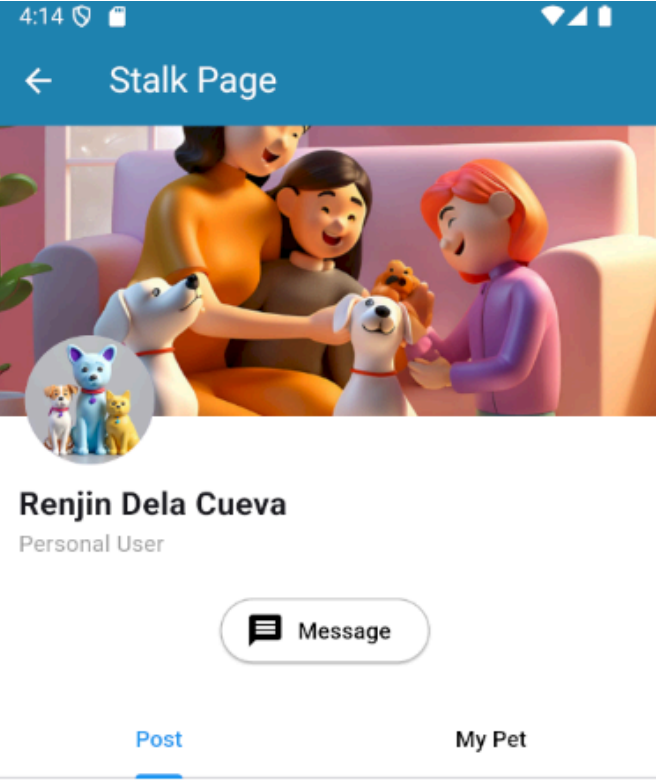 4:14
Stalk Page
Renjin Dela Cueva
Personal User
Message
Post My Pet